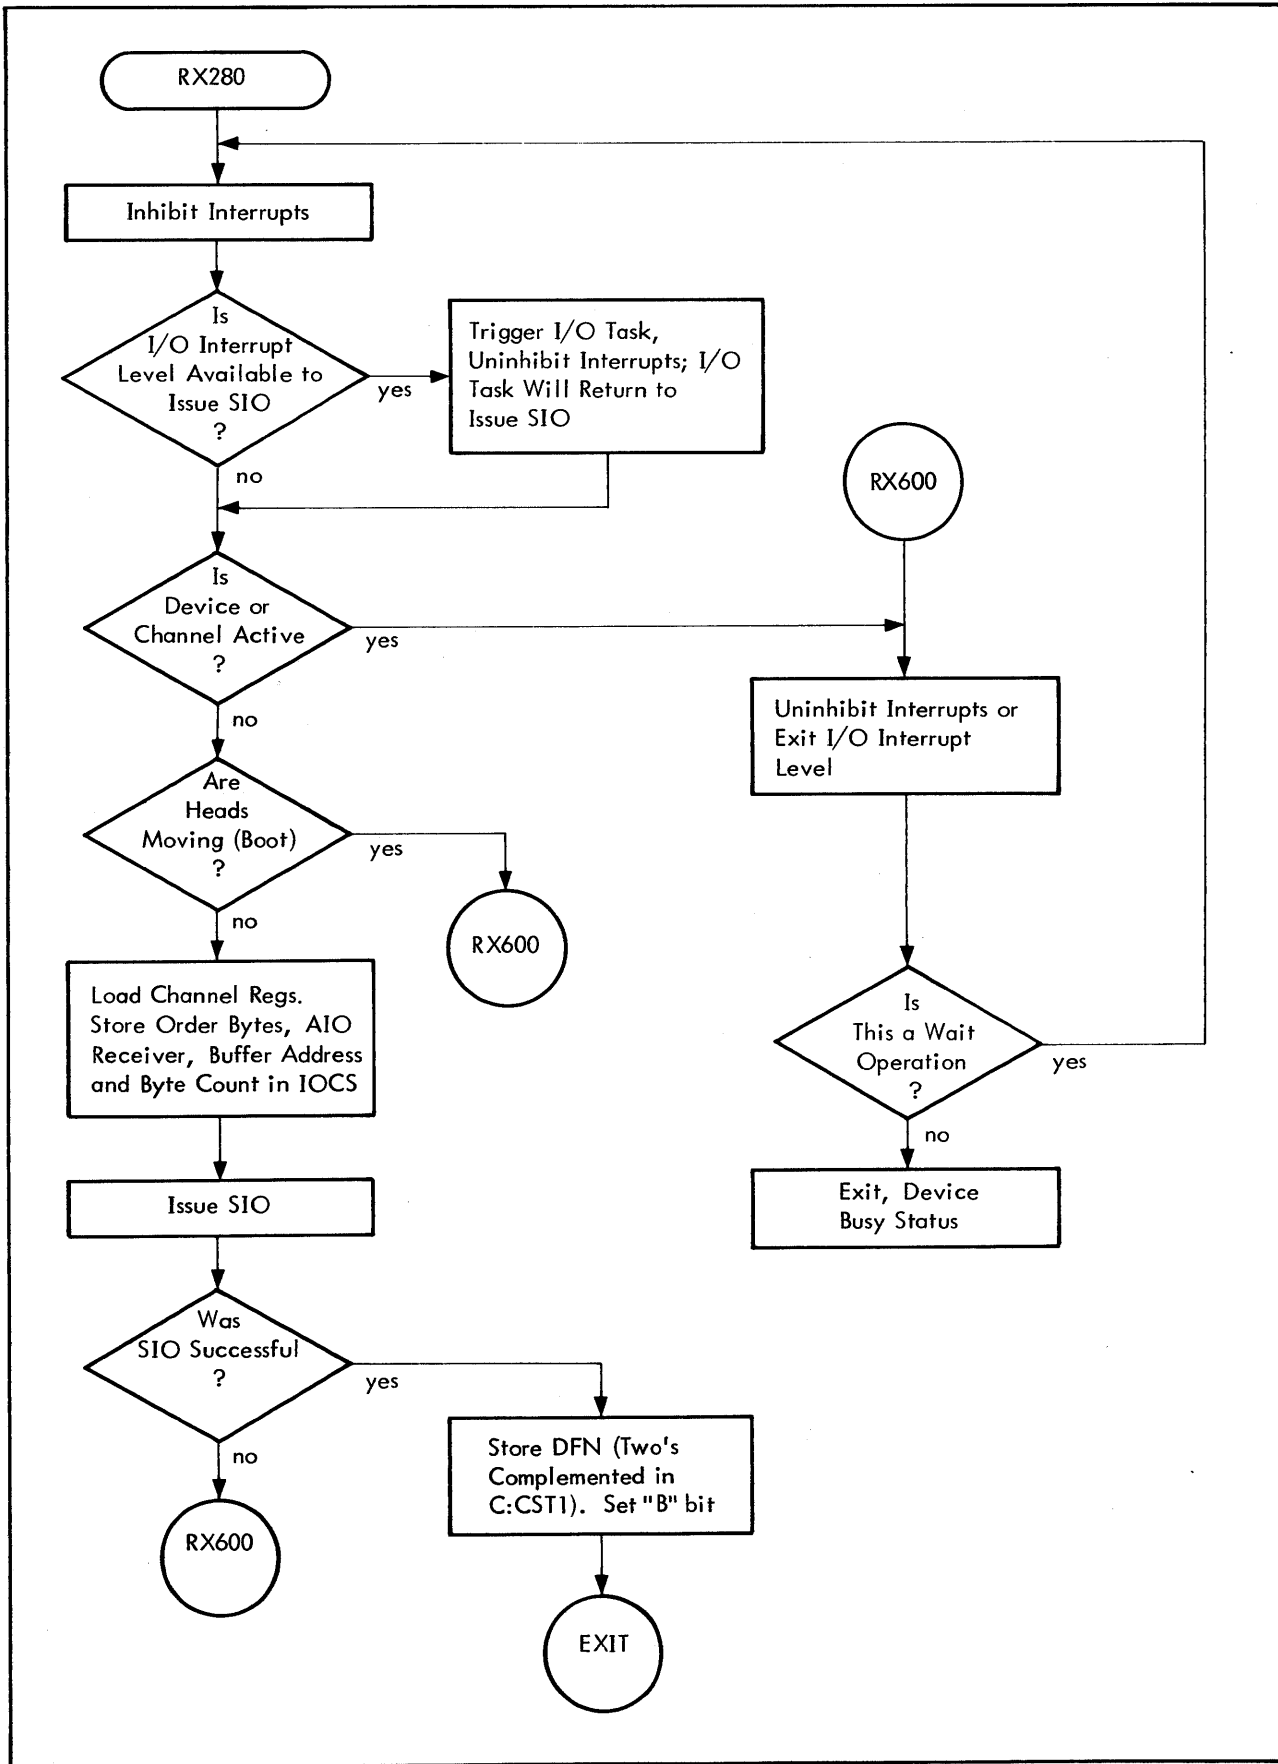 RX280
Inhibit Interrupts
Is
I/O Interrupt
Level Available to
Issue SIO
?
yes
no
Trigger I/O Task,
Uninhibit Interrupts; I/O
Task Will Return to
Issue SIO
Is
Device or
Channel Active
?
yes
no
Are
Heads
Moving (Boot)
?
yes
no
RX600
Load Channel Regs.
Store Order Bytes, AIO
Receiver, Buffer Address
and Byte Count in IOCS
Issue SIO
Was
SIO Successful
?
yes
no
RX600
Store DFN (Two's
Complemented in
C:CST1). Set "B" bit
EXIT
RX600
Uninhibit Interrupts or
Exit I/O Interrupt
Level
Is
This a Wait
Operation
?
yes
no
Exit, Device
Busy Status